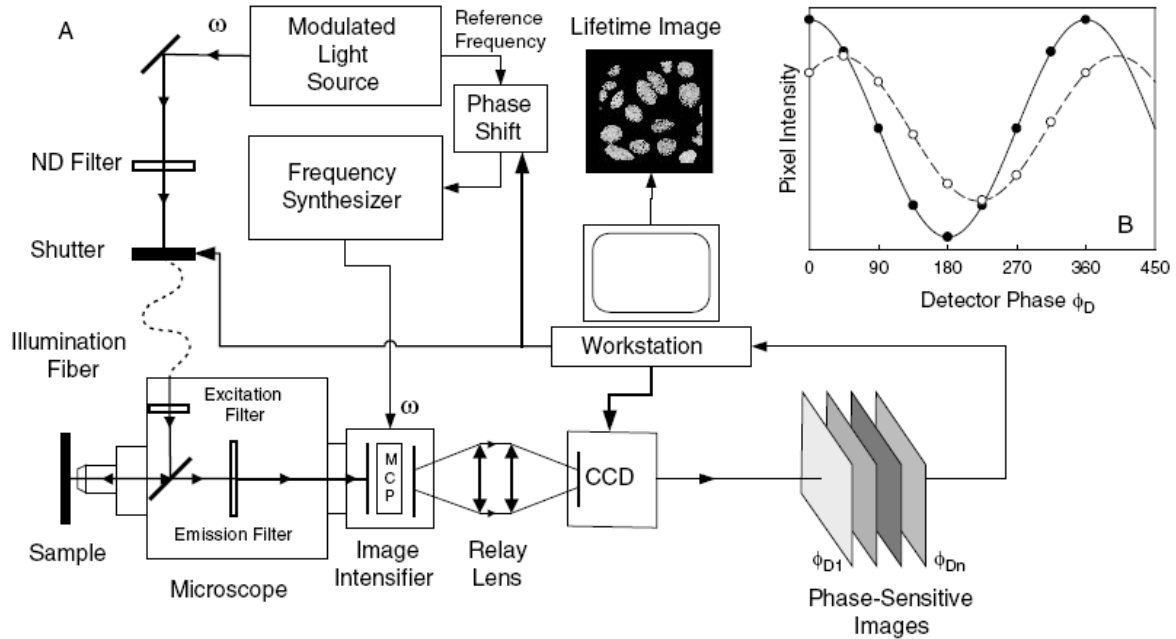 A
ω
Modulated
Light
Source
Reference
Frequency
Phase
Shift
Frequency
Synthesizer
ND Filter
Shutter
Illumination
Fiber
Lifetime Image
Workstation
Excitation
Filter
Emission Filter
Sample
Microscope
ω
M
C
P
Image
Intensifier
Relay
Lens
CCD
ϕD1
ϕDn
Phase-Sensitive
Images
Pixel Intensity
B
0 90 180 270 360 450
Detector Phase ϕD